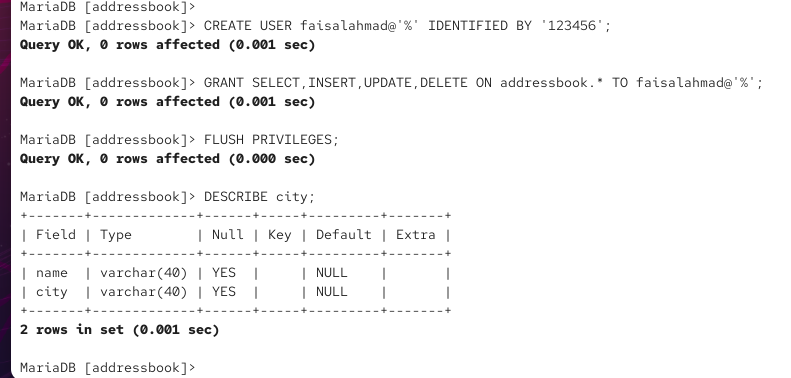 MariaDB [addressbook]>
MariaDB [addressbook]> CREATE USER faisalahmad@'%' IDENTIFIED BY '123456';
Query OK, 0 rows affected (0.001 sec)
MariaDB [addressbook]> GRANT SELECT,INSERT,UPDATE,DELETE ON addressbook.* TO faisalahmad@'%';
Query OK, 0 rows affected (0.001 sec)
MariaDB [addressbook]> FLUSH PRIVILEGES;
Query OK, 0 rows affected (0.000 sec)
MariaDB [addressbook]> DESCRIBE city;
+-------+-------------+------+-----+---------+-------+
| Field | Type        | Null | Key | Default | Extra |
+-------+-------------+------+-----+---------+-------+
| name  | varchar(40) | YES  |     | NULL    |       |
| city  | varchar(40) | YES  |     | NULL    |       |
+-------+-------------+------+-----+---------+-------+
2 rows in set (0.001 sec)
MariaDB [addressbook]>